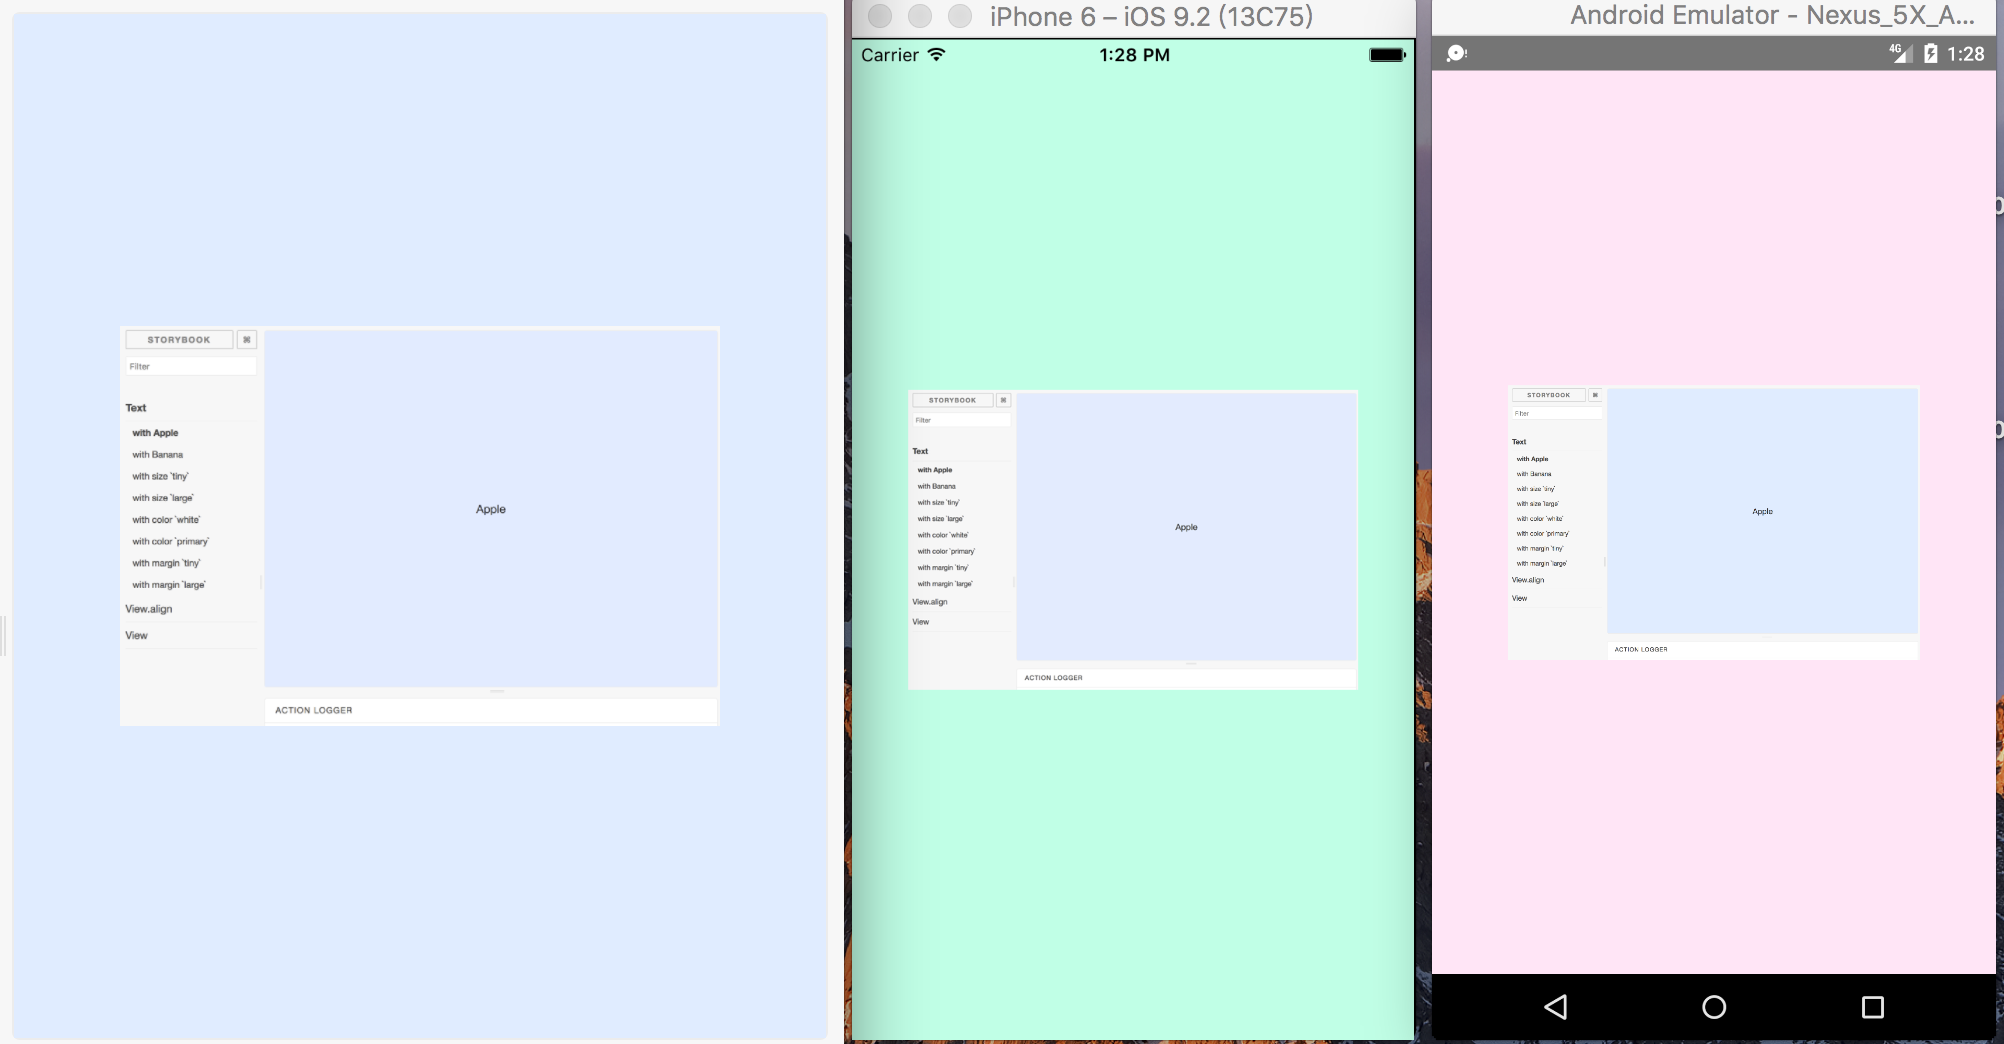 STORYBOOK ⌘
Filter
Text
with Apple
with Banana
with size `tiny`
with size `large`
with color `white`
with color `primary`
with margin `tiny`
with margin `large`
View.align
View
Apple
ACTION LOGGER
iPhone 6 – iOS 9.2 (13C75)
Carrier 1:28 PM
STORYBOOK ⌘
Filter
Text
with Apple
with Banana
with size `tiny`
with size `large`
with color `white`
with color `primary`
with margin `tiny`
with margin `large`
View.align
View
Apple
ACTION LOGGER
Android Emulator - Nexus_5X_A...
4G 1:28
STORYBOOK ⌘
Filter
Text
with Apple
with Banana
with size `tiny`
with size `large`
with color `white`
with color `primary`
with margin `tiny`
with margin `large`
View.align
View
Apple
ACTION LOGGER